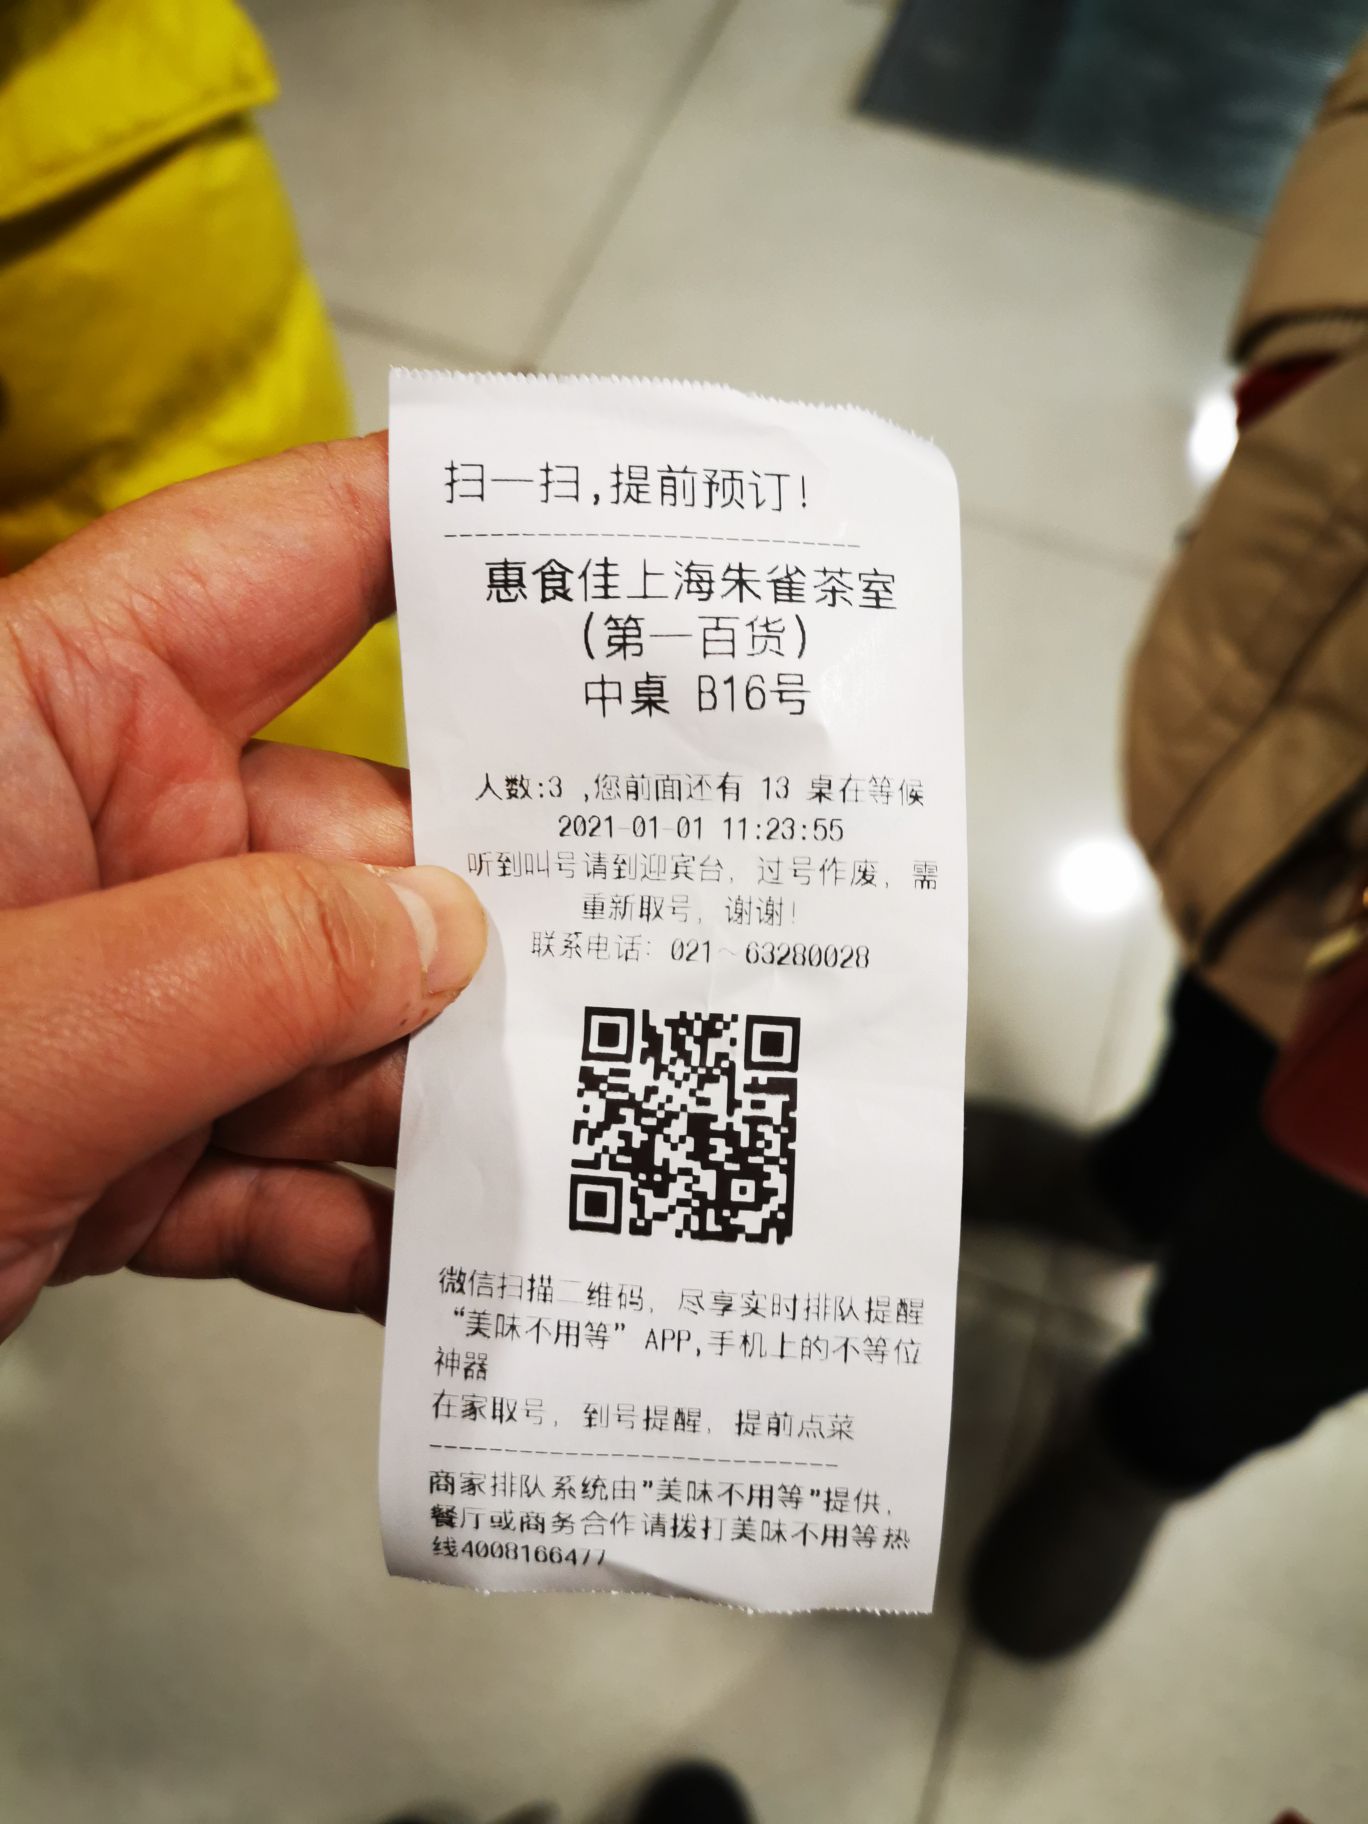 扫一扫,提前预订!
惠食佳上海朱雀茶室
(第一百货)
中桌 B16号
人数:3 ,您前面还有 13 桌在等候
2021-01-01 11:23:55
听到叫号请到迎宾台，过号作废，需
重新取号，谢谢!
联系电话: 021~63280028
微信扫描二维码，尽享实时排队提醒
“美味不用等” APP,手机上的不等位
神器
在家取号，到号提醒，提前点菜
商家排队系统由"美味不用等"提供，
餐厅或商务合作请拨打美味不用等热
线4008166477